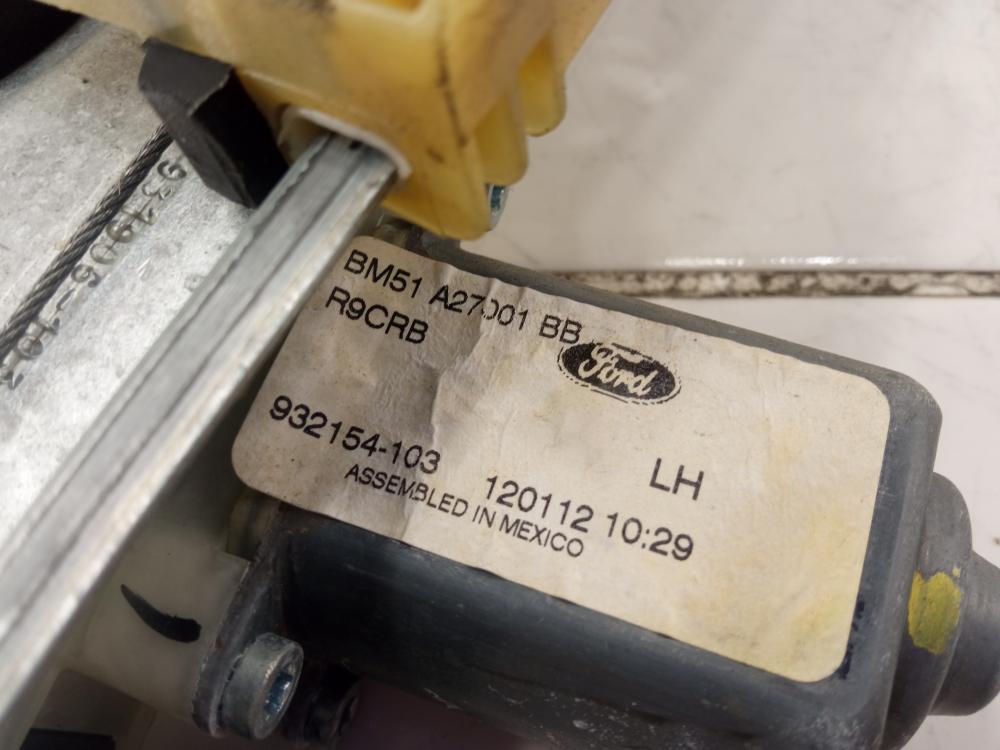 BM51 A27001 BB
R9CRB
Ford
932154-103
LH
120112 10:29
ASSEMBLED IN MEXICO